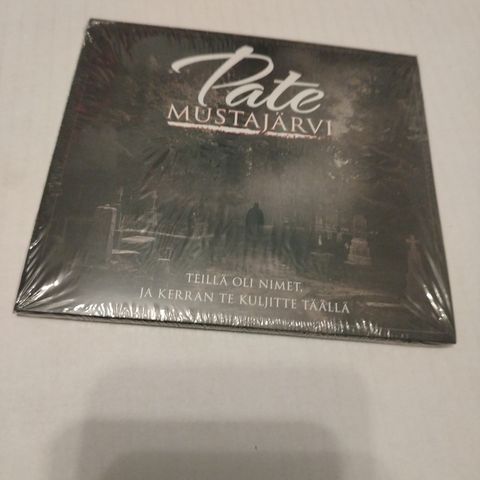 Pate
MUSTAJÄRVI
TEILLÄ OLI NIMET,
JA KERRAN TE KULJITTE TÄÄLLÄ